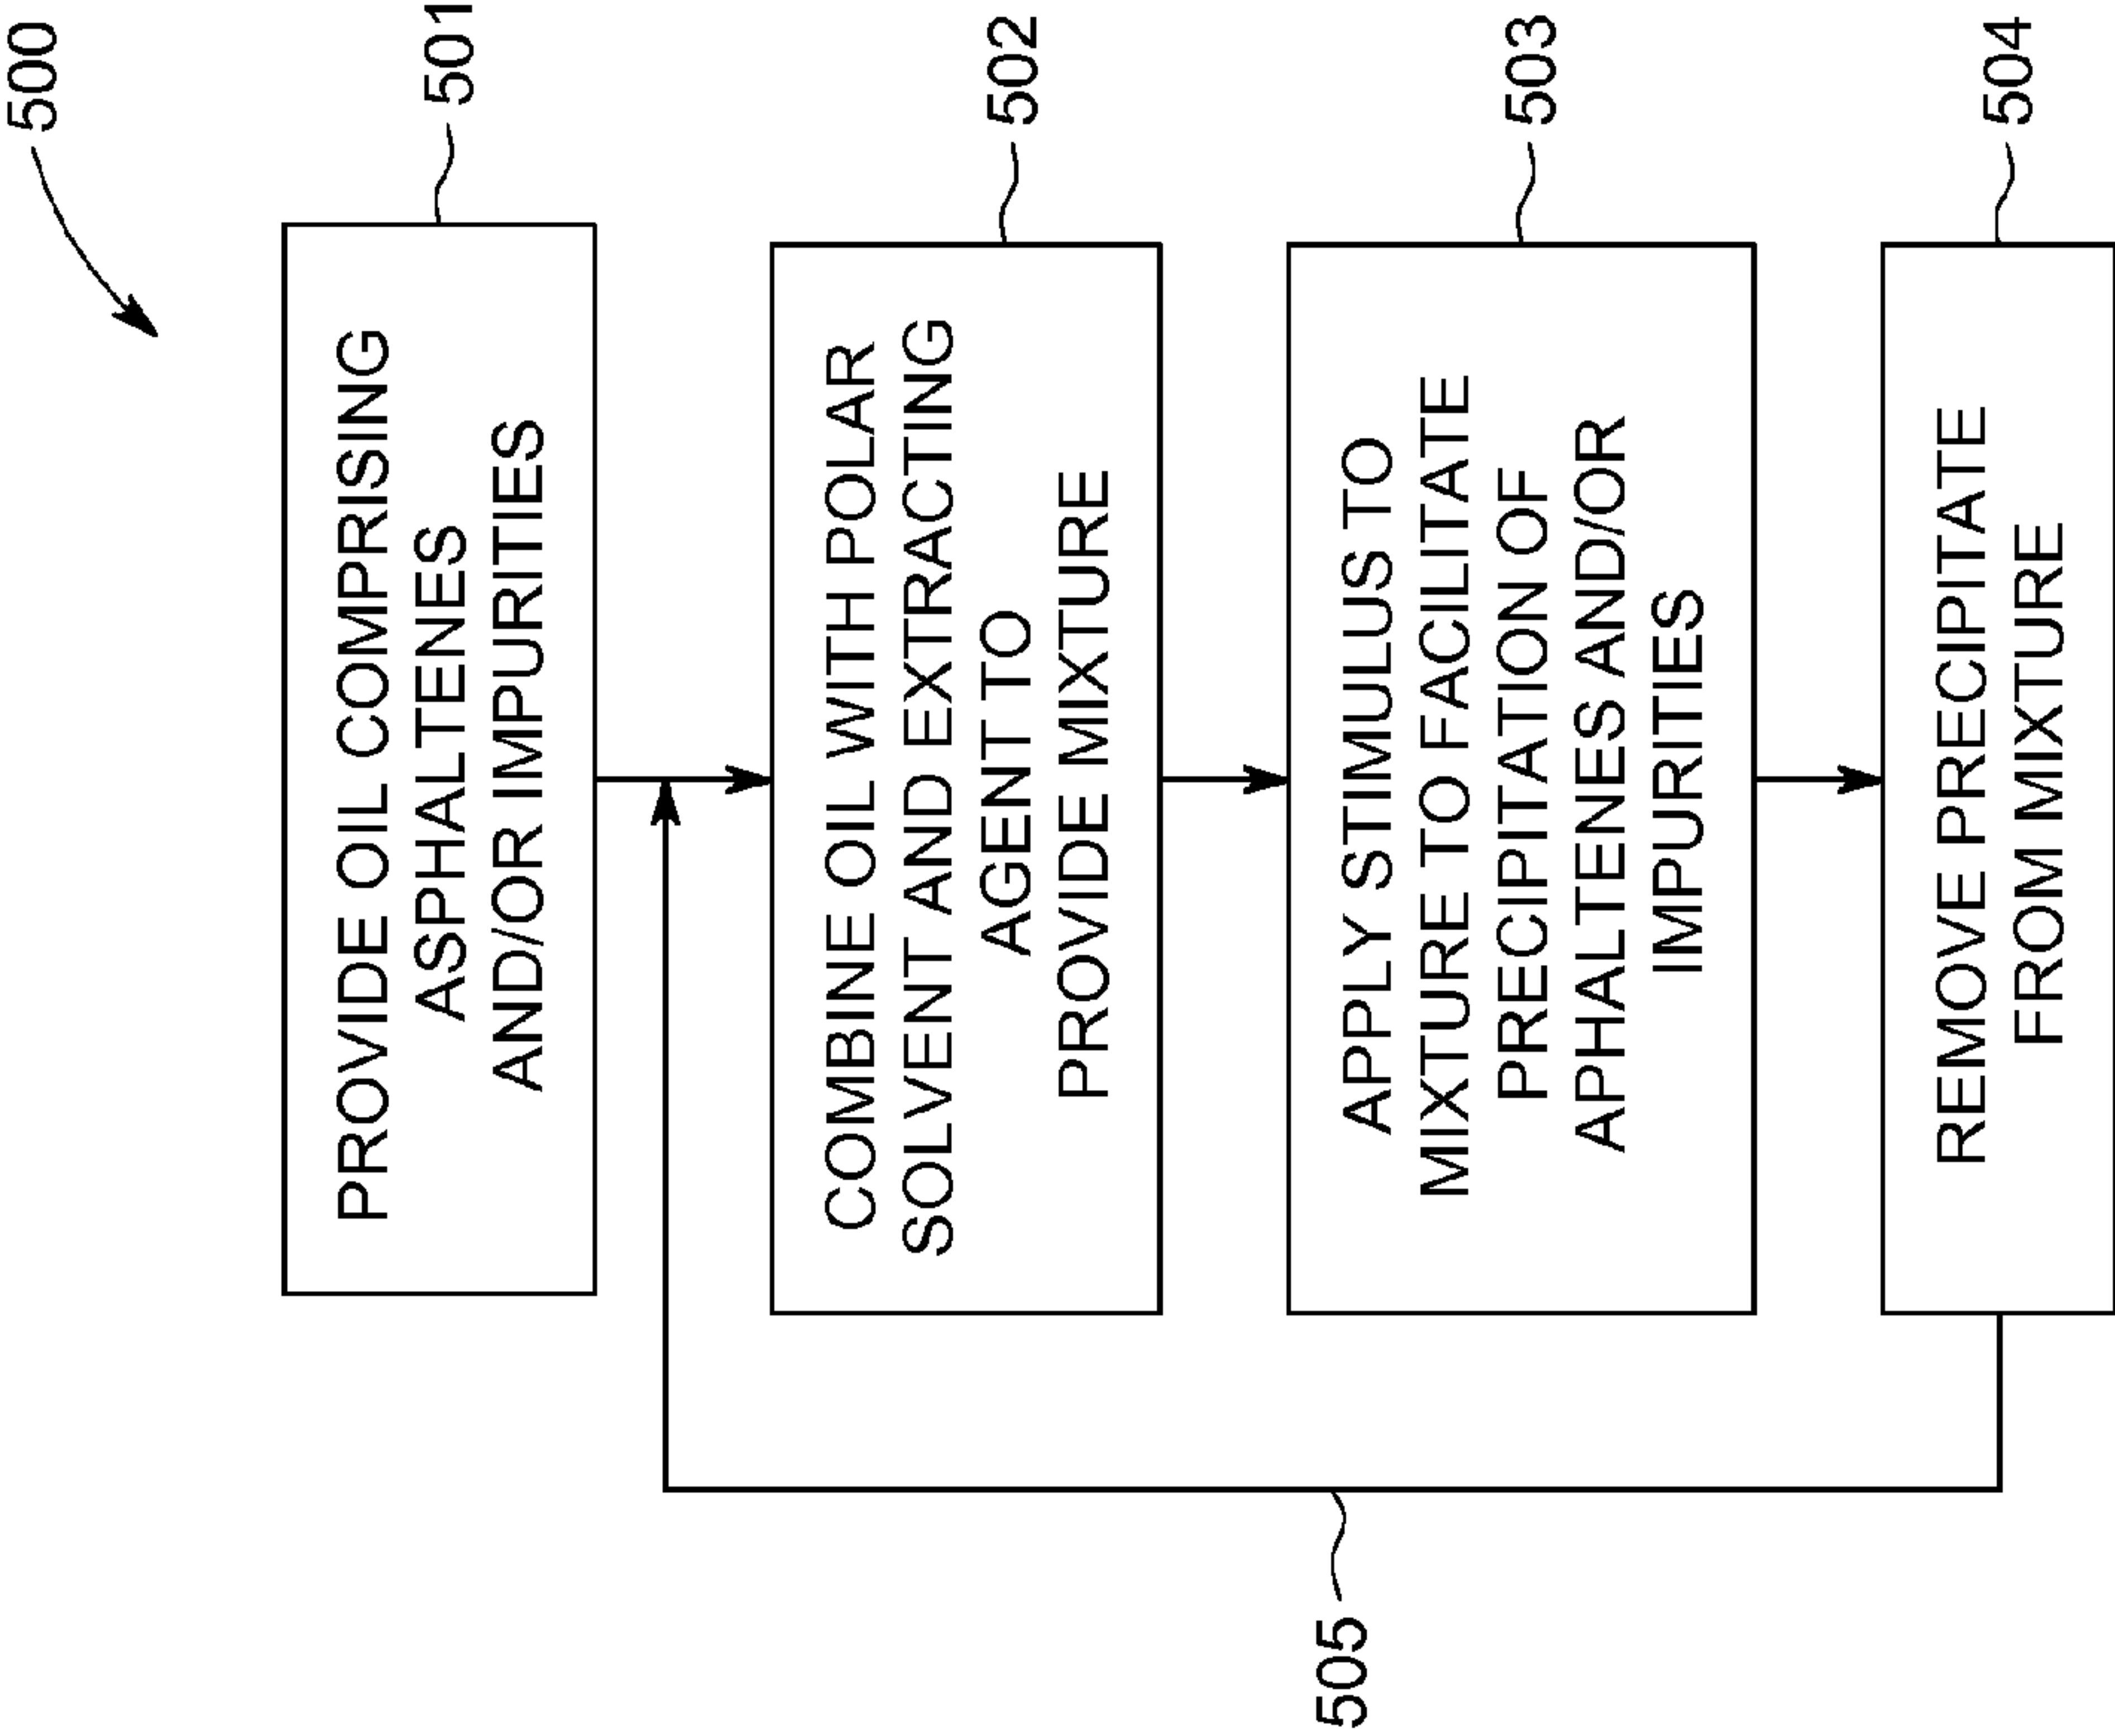 500
PROVIDE OIL COMPRISING
ASPHALTENES
AND/OR IMPURITIES
501
COMBINE OIL WITH POLAR
SOLVENT AND EXTRACTING
AGENT TO
PROVIDE MIXTURE
502
APPLY STIMULUS TO
MIXTURE TO FACILITATE
PRECIPITATION OF
APHALTENES AND/OR
IMPURITIES
503
REMOVE PRECIPITATE
FROM MIXTURE
504
505